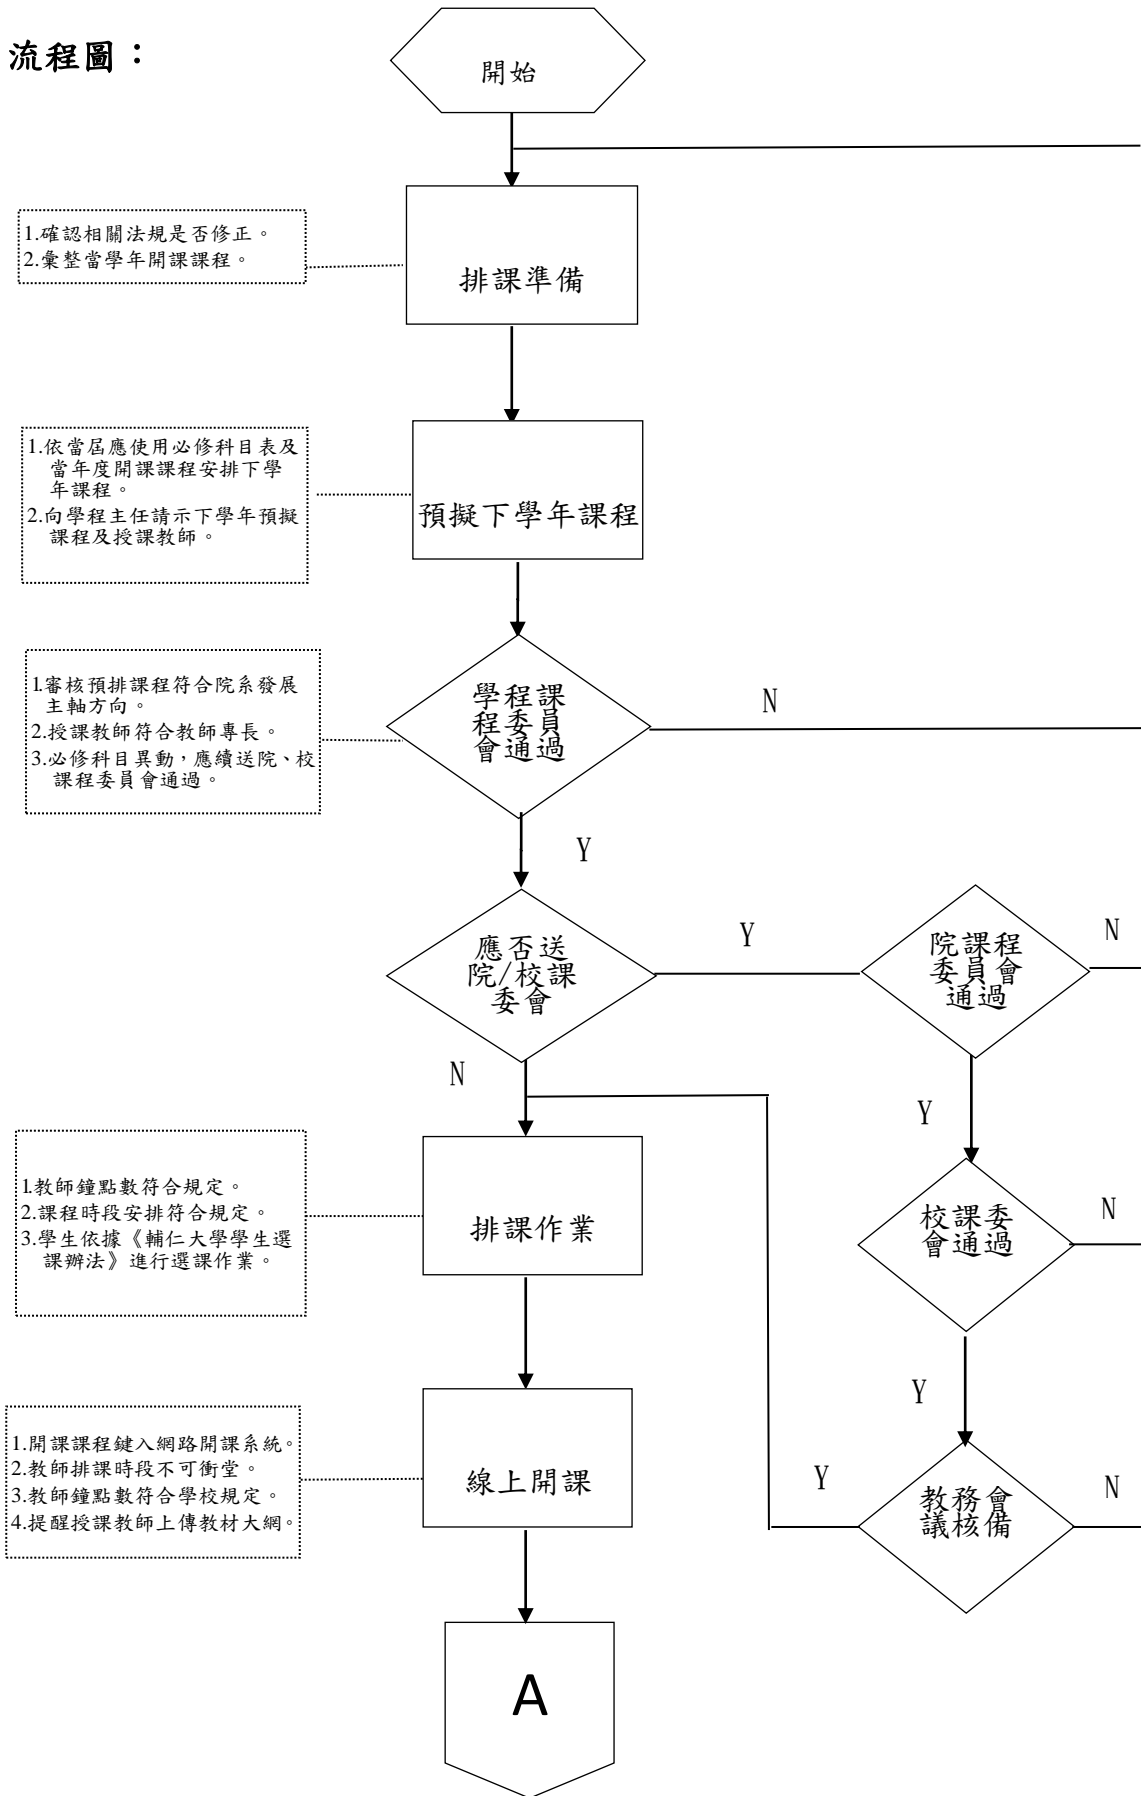 流程圖：
開始
1.確認相關法規是否修正。
2.彙整當學年開課課程。
排課準備
1.依當屆應使用必修科目表及
當年度開課課程安排下學
年課程。
2.向學程主任請示下學年預擬
課程及授課教師。
預擬下學年課程
1.審核預排課程符合院系發展
主軸方向。
2.授課教師符合教師專長。
3.必修科目異動，應續送院、校
課程委員會通過。
學程課
程委員
會通過
N
Y
應否送
院/校課
委會
Y
院課程
委員會
通過
N
N
Y
1.教師鐘點數符合規定。
2.課程時段安排符合規定。
3.學生依據《輔仁大學學生選
課辦法》進行選課作業。
排課作業
校課委
會通過
N
Y
1.開課課程鍵入網路開課系統。
2.教師排課時段不可衝堂。
3.教師鐘點數符合學校規定。
4.提醒授課教師上傳教材大網。
線上開課
Y
教務會
議核備
N
A